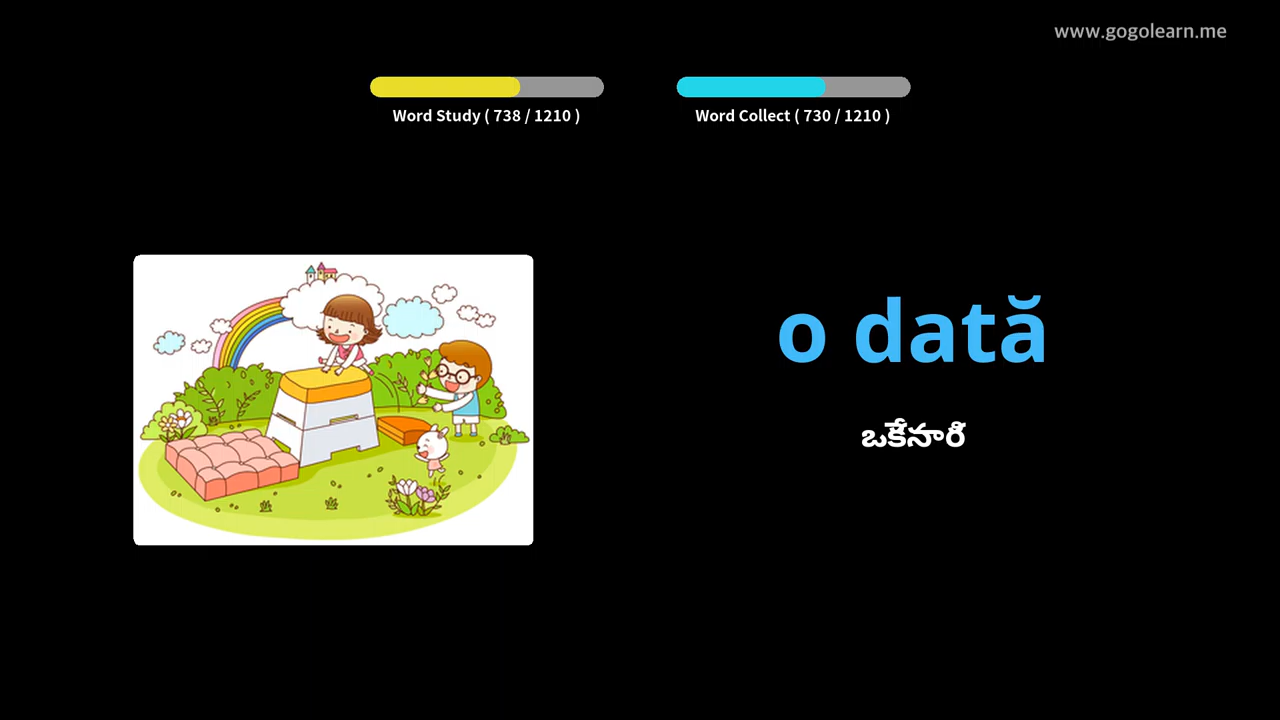 www.gogolearn.me
Word Study ( 738 / 1210 )
Word Collect ( 730 / 1210 )
o dată
ఒకేనారి